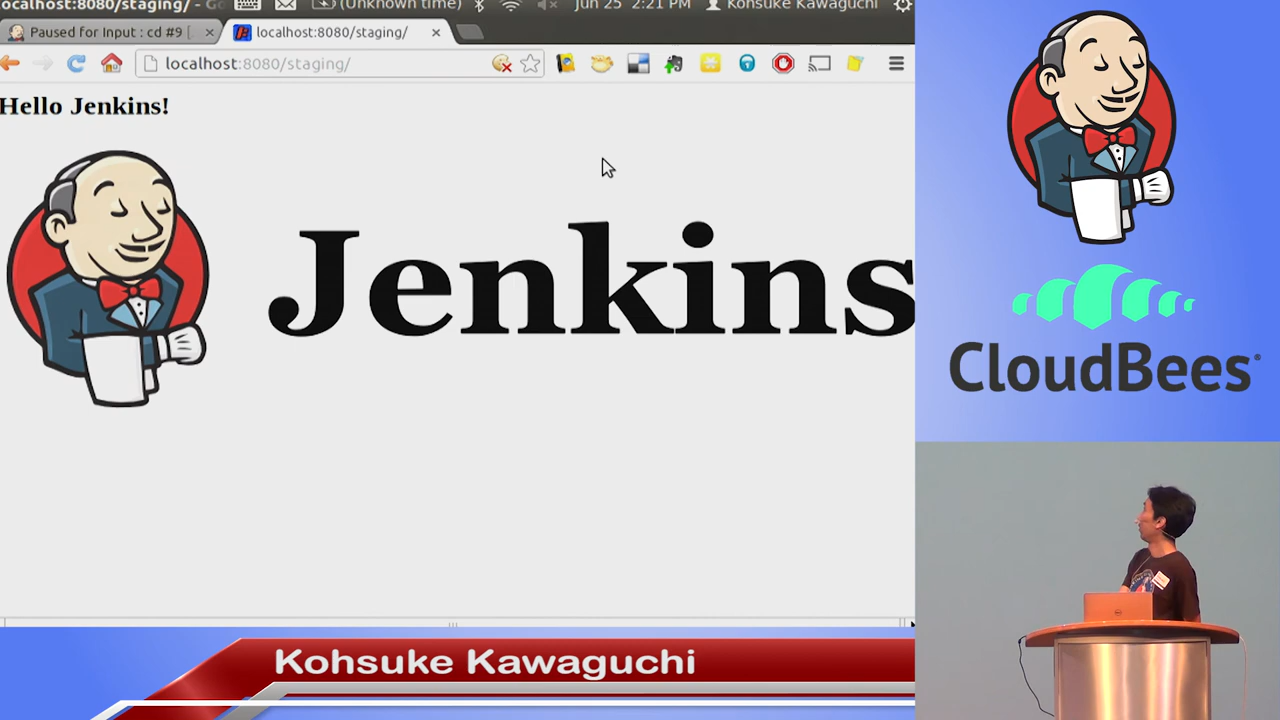 localhost:8080/staging/ - Go
(Unknown time)
Jun 25 2:21 PM
Kohsuke Kawaguchi
Paused for Input : cd #9 [
localhost:8080/staging/
localhost:8080/staging/
Hello Jenkins!
Jenkins
CloudBees®
Kohsuke Kawaguchi